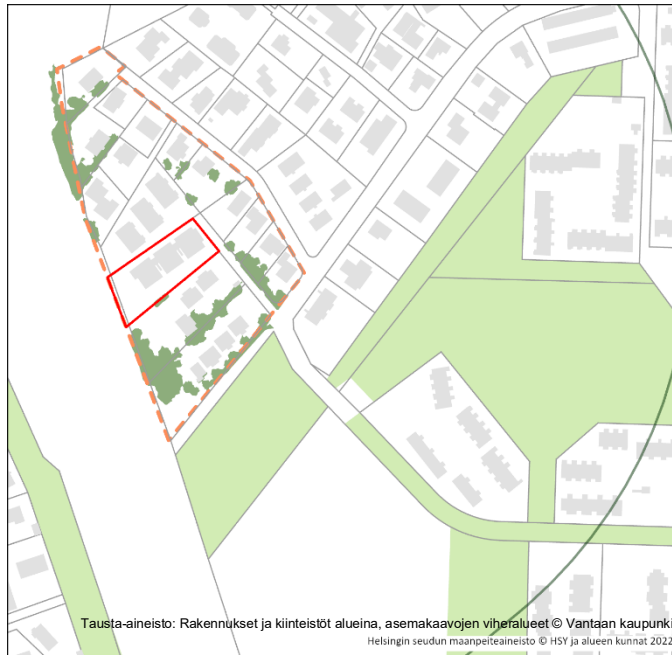 Tausta-aineisto: Rakennukset ja kiinteistöt alueina, asemakaavojen viheralueet © Vantaan kaupunki
Helsingin seudun maanpeiteaineisto © HSY ja alueen kunnat 2022